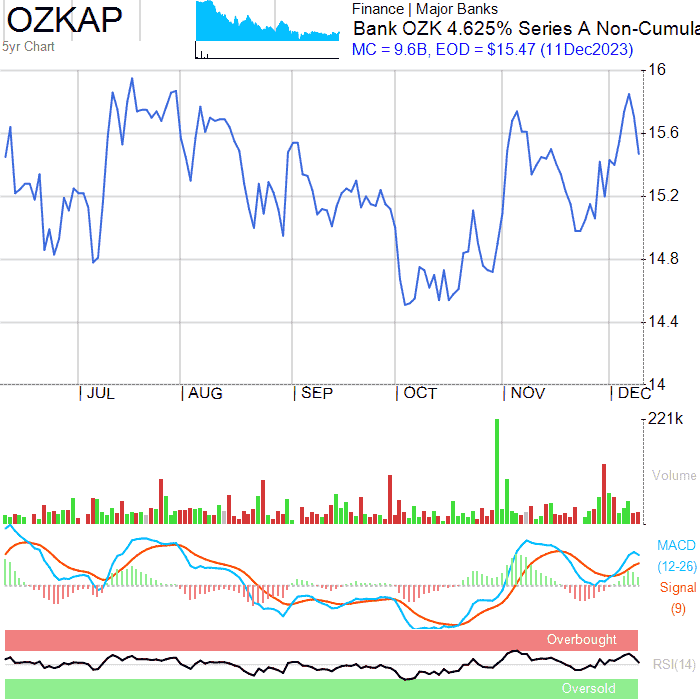 OZKAP
5yr Chart
Finance | Major Banks
Bank OZK 4.625% Series A Non-Cumula
MC = 9.6B, EOD = $15.47 (11Dec2023)
16
15.6
15.2
14.8
14.4
14
JUL AUG SEP OCT NOV DEC
221k
Volume
MACD
(12-26)
Signal
(9)
Overbought
RSI(14)
Oversold